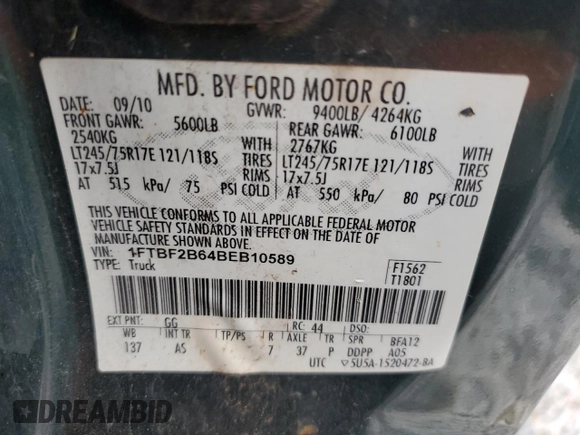 MFD. BY FORD MOTOR CO.
DATE: 09/10 GVWR: 9400LB/ 4264KG
FRONT GAWR: 5600LB REAR GAWR: 6100LB
2540KG WITH 2767KG WITH
LT245/75R17E 121/118S TIRES LT245/75R17E 121/118S TIRES
17x7.5J RIMS 17x7.5J RIMS
AT 515 kPa/ 75 PSI COLD AT 550 kPa/ 80 PSI COLD
THIS VEHICLE CONFORMS TO ALL APPLICABLE FEDERAL MOTOR
VEHICLE SAFETY STANDARDS IN EFFECT ON THE DATE OF
MANUFACTURE SHOWN ABOVE.
VIN: 1FTBF2B64BEB10589 F1562
TYPE: Truck T1801
EXT PNT: GG RC: 44 DSO:
WB INT TR TP/PS R AXLE TR SPR BFA12
137 AS 7 37 P DDPP A05
UTC ▽5U5A-1520472-BA
DREAMBID